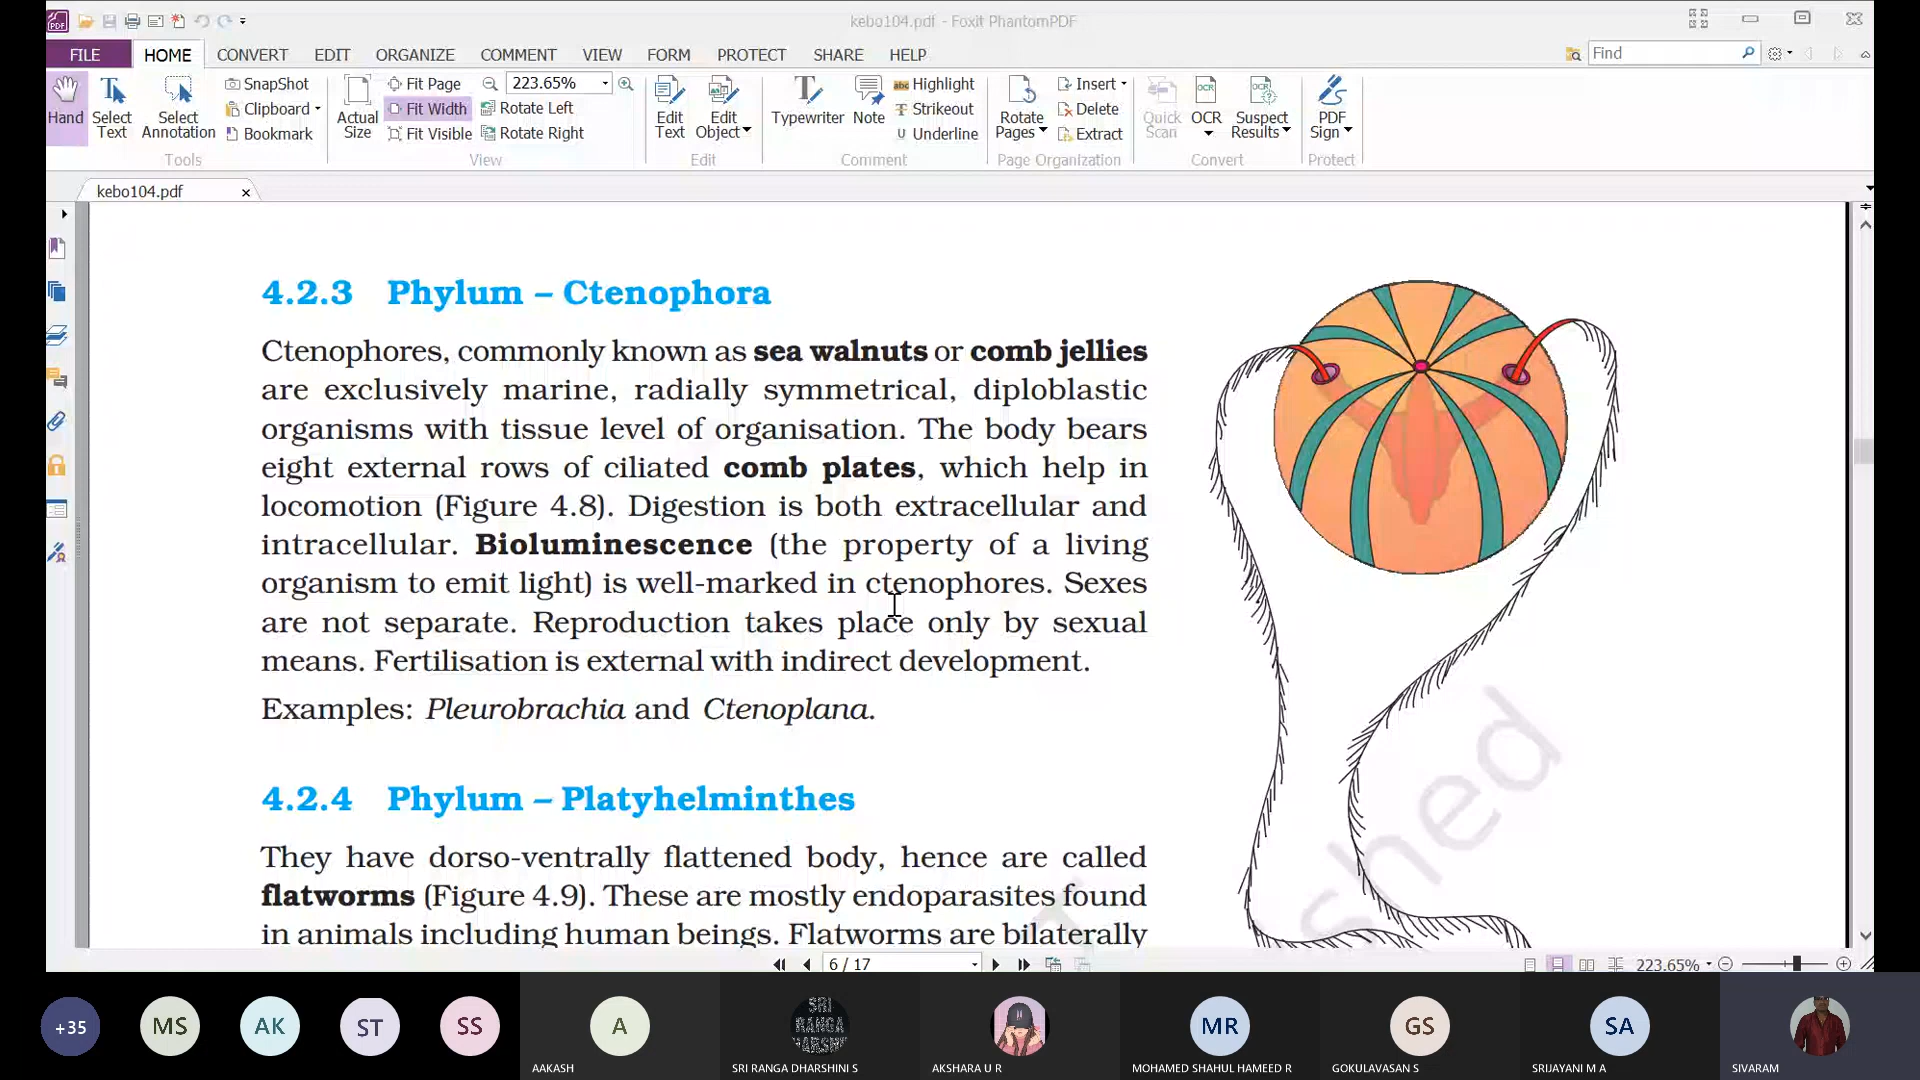 kebo104.pdf - Foxit PhantomPDF
FILE HOME CONVERT EDIT ORGANIZE COMMENT VIEW FORM PROTECT SHARE HELP Find
Hand
Select Text
Select Annotation
SnapShot
Clipboard
Bookmark
Tools
Actual Size
Fit Page
Fit Width
Fit Visible
223.65%
Rotate Left
Rotate Right
View
Edit Text
Edit Object
Edit
Typewriter
Note
Highlight
Strikeout
Underline
Comment
Rotate Pages
Insert
Delete
Extract
Page Organization
Quick Scan
OCR
Suspect Results
Convert
PDF Sign
Protect
kebo104.pdf
4.2.3 Phylum – Ctenophora
Ctenophores, commonly known as sea walnuts or comb jellies
are exclusively marine, radially symmetrical, diploblastic
organisms with tissue level of organisation. The body bears
eight external rows of ciliated comb plates, which help in
locomotion (Figure 4.8). Digestion is both extracellular and
intracellular. Bioluminescence (the property of a living
organism to emit light) is well-marked in ctenophores. Sexes
are not separate. Reproduction takes place only by sexual
means. Fertilisation is external with indirect development.
Examples: Pleurobrachia and Ctenoplana.
4.2.4 Phylum – Platyhelminthes
They have dorso-ventrally flattened body, hence are called
flatworms (Figure 4.9). These are mostly endoparasites found
in animals including human beings. Flatworms are bilaterally
shed
6 / 17
223.65%
+35 MS AK ST SS A SRI RANGA DHARSHINI MR GS SA
AAKASH SRI RANGA DHARSHINI S AKSHARA U R MOHAMED SHAHUL HAMEED R GOKULAVASAN S SRIJAYANI M A SIVARAM